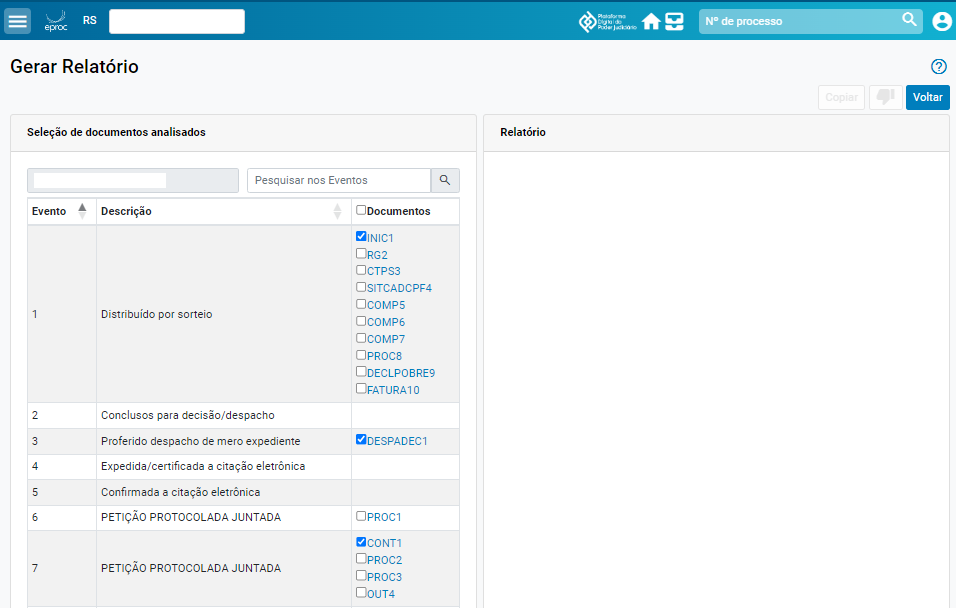 eproc
RS
Plataforma
Digital do
Poder Judiciário
Nº de processo
Gerar Relatório
Copiar
Voltar
Seleção de documentos analisados
Relatório
Pesquisar nos Eventos
Evento
Descrição
Documentos
1
Distribuído por sorteio
INIC1
RG2
CTPS3
SITCADCPF4
COMP5
COMP6
COMP7
PROC8
DECLPOBRE9
FATURA10
2
Conclusos para decisão/despacho
3
Proferido despacho de mero expediente
DESPADEC1
4
Expedida/certificada a citação eletrônica
5
Confirmada a citação eletrônica
6
PETIÇÃO PROTOCOLADA JUNTADA
PROC1
7
PETIÇÃO PROTOCOLADA JUNTADA
CONT1
PROC2
PROC3
OUT4